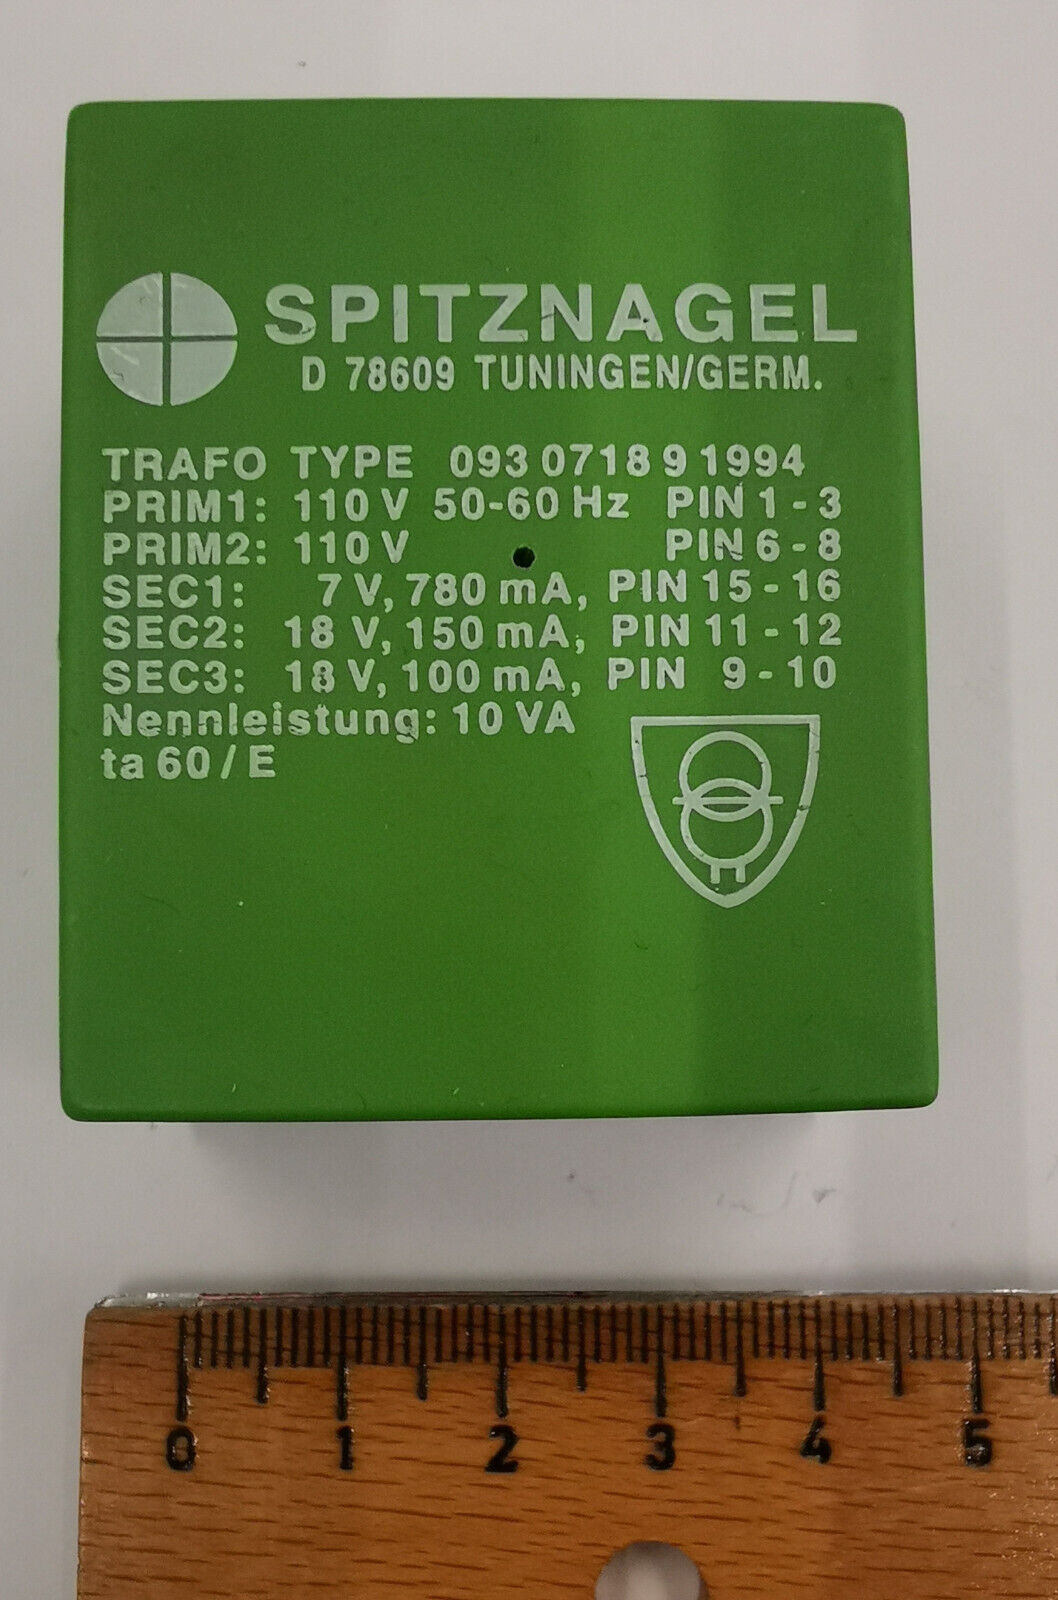 SPITZNAGEL
D 78609 TUNINGEN/GERM.
TRAFO TYPE 093 0718 9 1994
PRIM1: 110 V 50-60 Hz PIN 1 - 3
PRIM2: 110 V PIN 6 - 8
SEC1: 7 V, 780 mA, PIN 15 - 16
SEC2: 18 V, 150 mA, PIN 11 - 12
SEC3: 18 V, 100 mA, PIN 9 - 10
Nennleistung: 10 VA
ta 60 / E
0 1 2 3 4 5